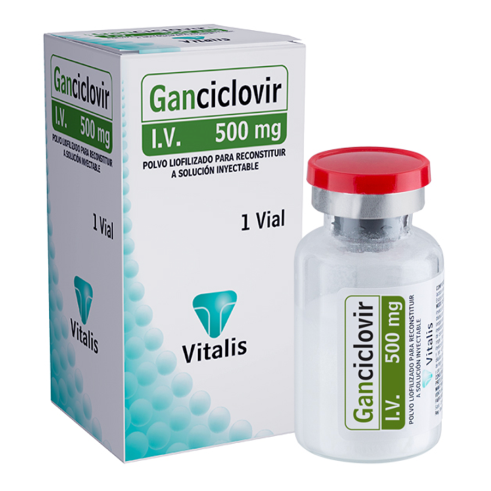 Ganciclovir
I.V. 500 mg
POLVO LIOFILIZADO PARA RECONSTITUIR
A SOLUCIÓN INYECTABLE
1 Vial
Vitalis
Ganciclovir
I.V. 500 mg
POLVO LIOFILIZADO PARA RECONSTITUIR
A SOLUCIÓN INYECTABLE
Vitalis